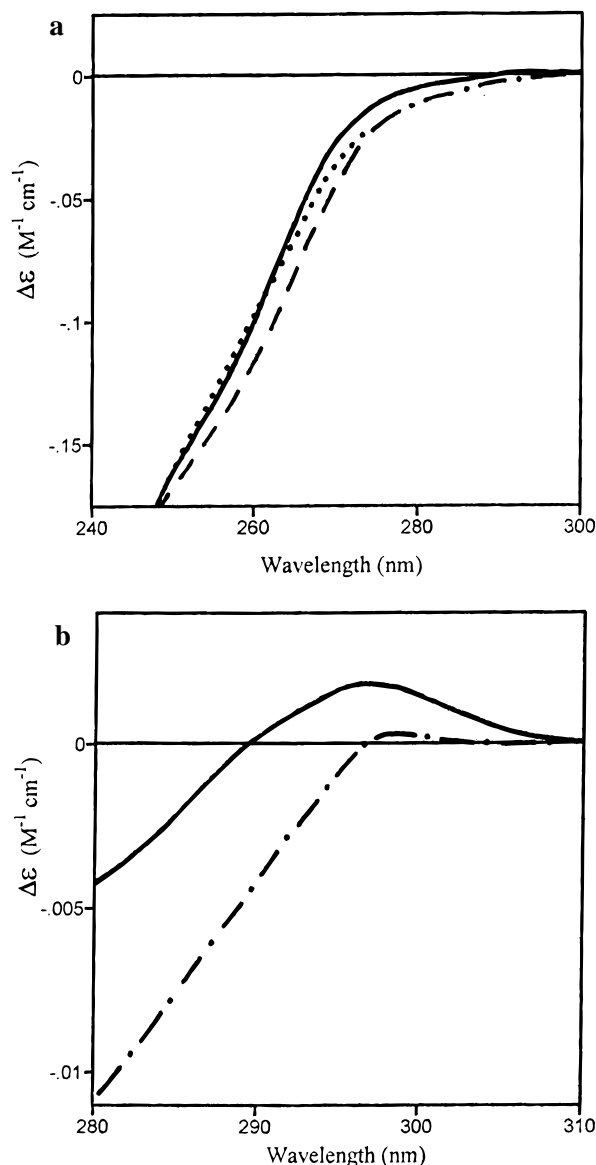 a
0
-.05
-.1
-.15
Δε (M⁻¹ cm⁻¹)
240 260 280 300
Wavelength (nm)
b
0
-.005
-.01
Δε (M⁻¹ cm⁻¹)
280 290 300 310
Wavelength (nm)